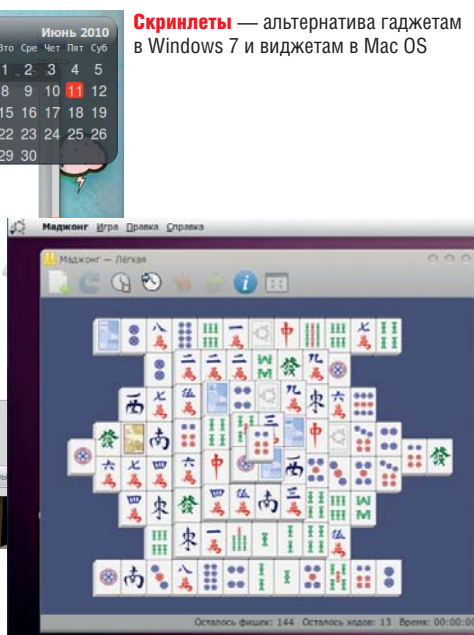 Скринлеты — альтернатива гаджетам
в Windows 7 и виджетам в Mac OS
Июнь 2010
Вто Сре Чет Пят Суб
1 2 3 4 5
8 9 10 11 12
15 16 17 18 19
22 23 24 25 26
29 30
Маджонг Игра Правка Справка
Маджонг — Легкая
Осталось фишек: 144 Осталось ходов: 13 Время: 00:00:00